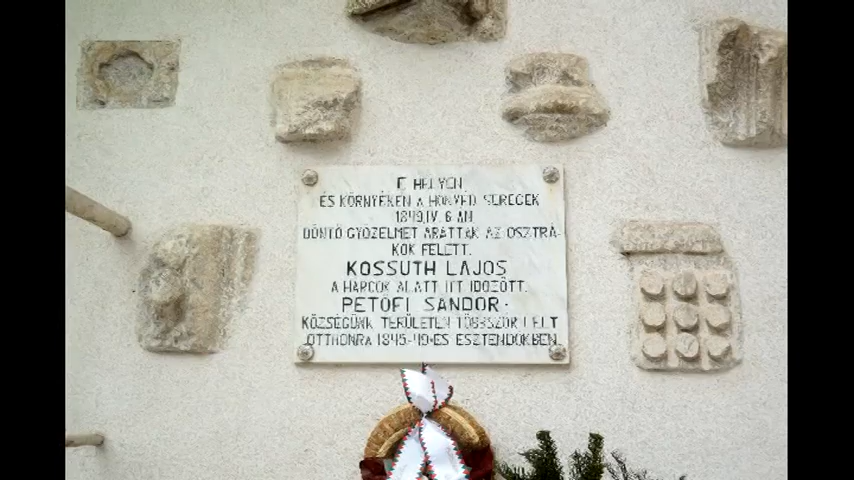 E HELYEN
ÉS KÖRNYÉKÉN A HONVÉD SEREGEK
1849.IV. 6 ÁN
DÖNTŐ GYŐZELMET ARATTAK AZ OSZTRÁ-
KOK FELETT.
KOSSUTH LAJOS
A HARCOK ALATT ITT IDŐZÖTT.
PETŐFI SÁNDOR
KÖZSÉGÜNK TERÜLETÉN TÖBBSZÖR LELT
OTTHONRA 1845-49-ES ESZTENDŐKBEN.